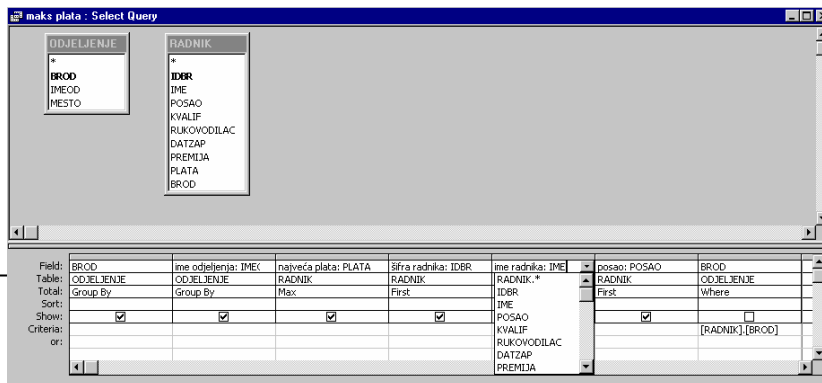 maks plata : Select Query
ODJELJENJE
*
BROD
IMEOD
MESTO
RADNIK
*
IDBR
IME
POSAO
KVALIF
RUKOVODILAC
DATZAP
PREMIJA
PLATA
BROD
Field: BROD ime odjeljenja: IMEO najveća plata: PLATA šifra radnika: IDBR ime radnika: IME posao: POSAO BROD
Table: ODJELJENJE ODJELJENJE RADNIK RADNIK RADNIK.* RADNIK ODJELJENJE
Total: Group By Group By Max First IDBR First Where
Sort: IME
Show: POSAO
Criteria: KVALIF [RADNIK].[BROD]
or: RUKOVODILAC
DATZAP
PREMIJA